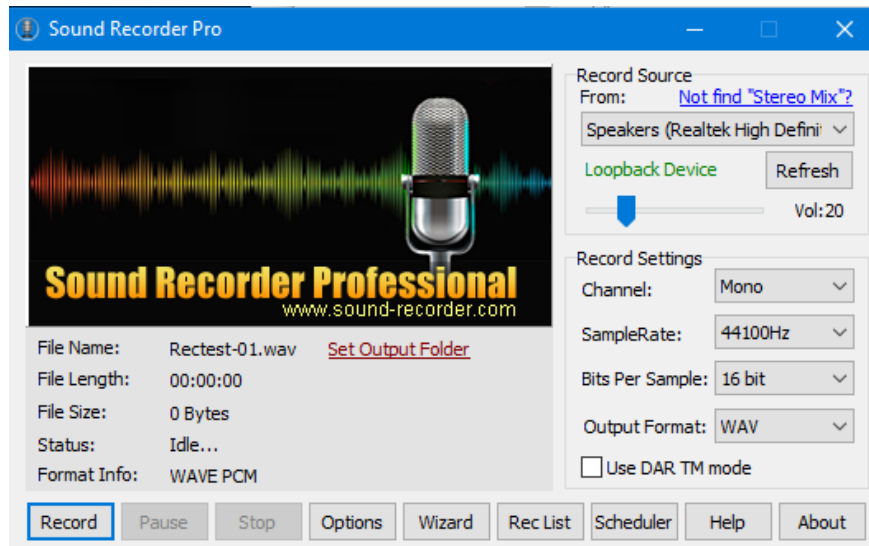 Sound Recorder Pro
Sound Recorder Professional
www.sound-recorder.com
File Name: Rectest-01.wav Set Output Folder
File Length: 00:00:00
File Size: 0 Bytes
Status: Idle...
Format Info: WAVE PCM
Record Source
From: Not find "Stereo Mix"?
Speakers (Realtek High Defini
Loopback Device Refresh
Vol:20
Record Settings
Channel: Mono
SampleRate: 44100Hz
Bits Per Sample: 16 bit
Output Format: WAV
Use DAR TM mode
Record Pause Stop Options Wizard Rec List Scheduler Help About